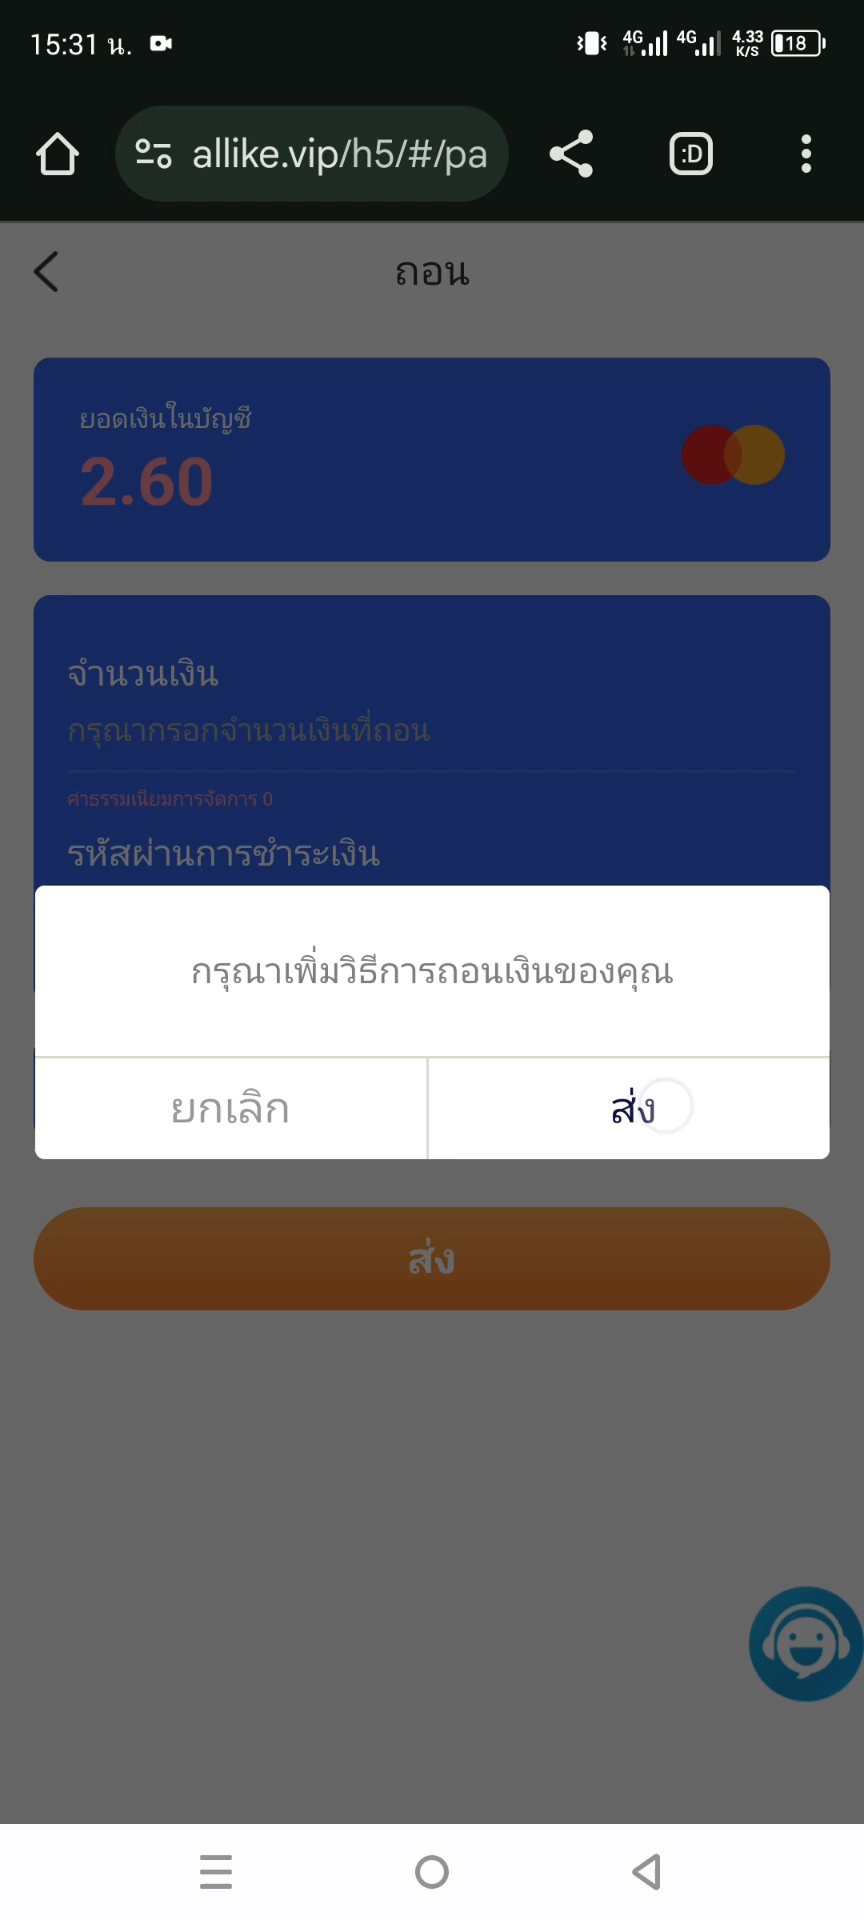 15:31 น.
4G 4G 4.33 K/S 18
allike.vip/h5/#/pa
:D
ถอน
ยอดเงินในบัญชี
2.60
จำนวนเงิน
กรุณากรอกจำนวนเงินที่ถอน
ค่าธรรมเนียมการจัดการ 0
รหัสผ่านการชำระเงิน
กรุณาเพิ่มวิธีการถอนเงินของคุณ
ยกเลิก
ส่ง
ส่ง